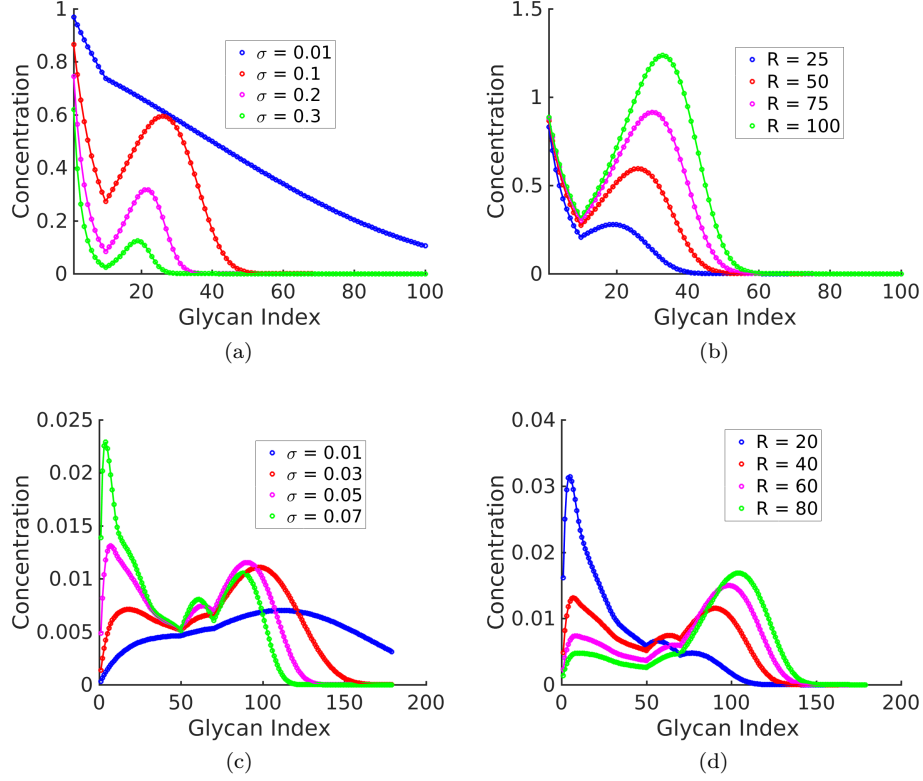 1
0.8
0.6
0.4
0.2
0
20
40
60
80
100
Concentration
Glycan Index
σ = 0.01
σ = 0.1
σ = 0.2
σ = 0.3
(a)
1.5
1
0.5
0
20
40
60
80
100
Concentration
Glycan Index
R = 25
R = 50
R = 75
R = 100
(b)
0.025
0.02
0.015
0.01
0.005
0
0
50
100
150
200
Concentration
Glycan Index
σ = 0.01
σ = 0.03
σ = 0.05
σ = 0.07
(c)
0.04
0.03
0.02
0.01
0
0
50
100
150
200
Concentration
Glycan Index
R = 20
R = 40
R = 60
R = 80
(d)